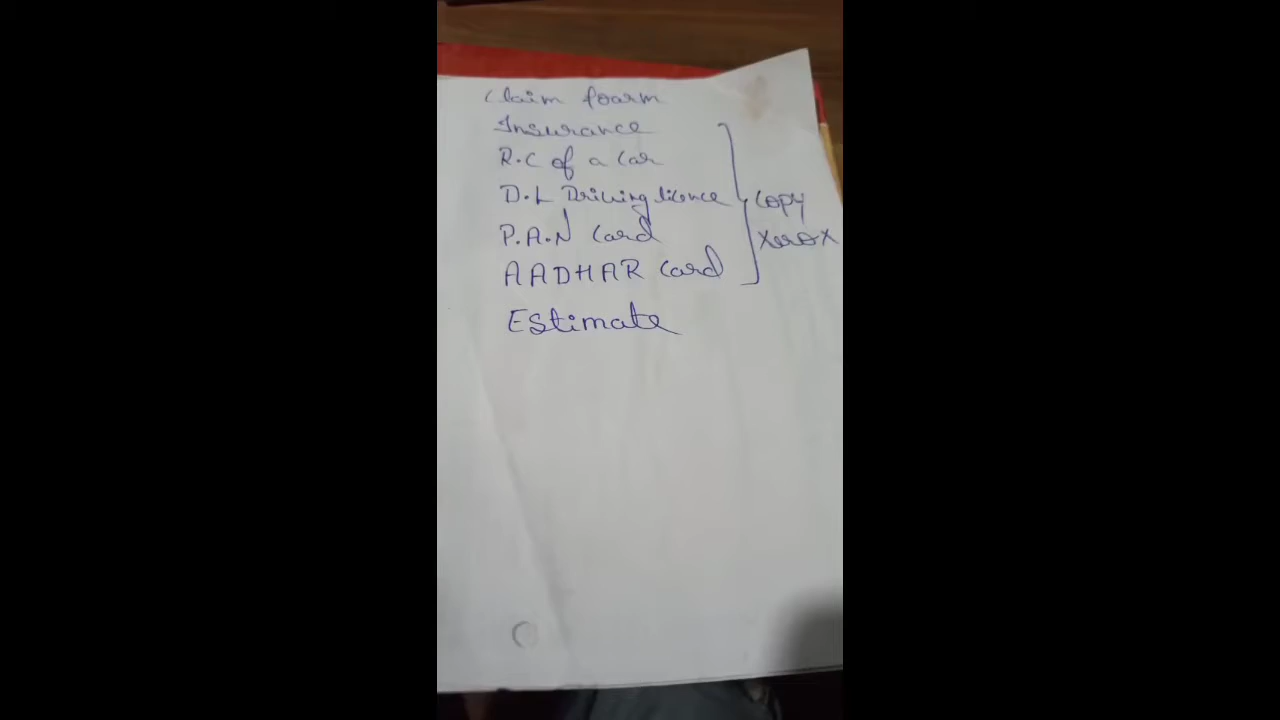 Claim foarm
Insurance
R.C of a Car
D.L Driving licence
P.A.N Card
AADHAR Card
Copy
Xerox
Estimate